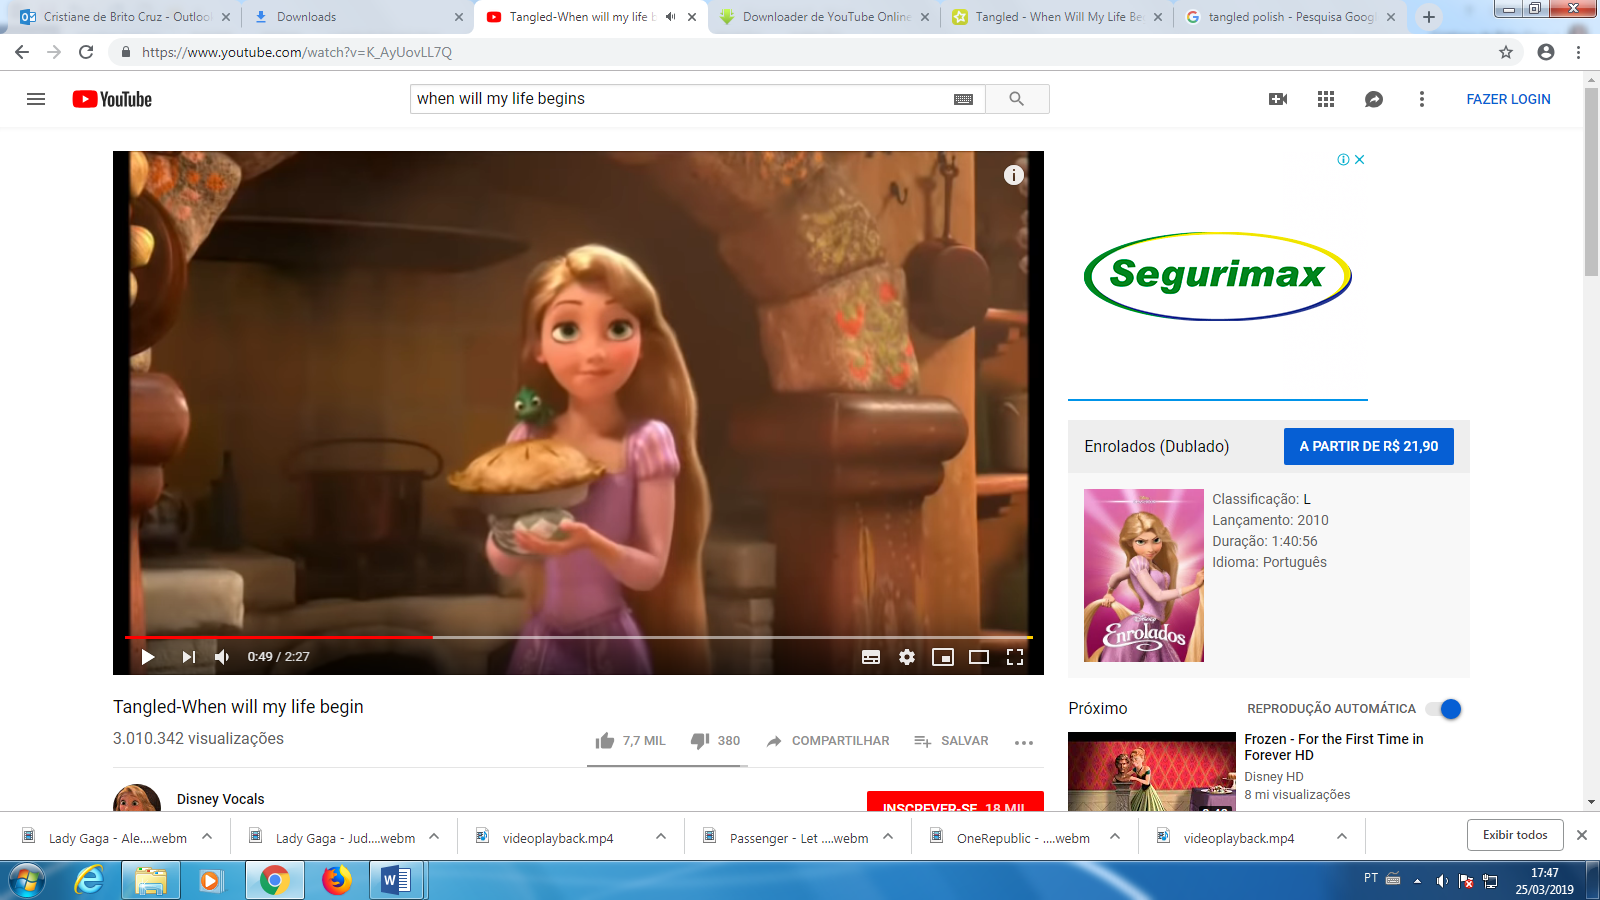 Cristiane de Brito Cruz - Outlook
Downloads
Tangled-When will my life b
Downloader de YouTube Online
Tangled - When Will My Life Be
tangled polish - Pesquisa Goog
https://www.youtube.com/watch?v=K_AyUovLL7Q
YouTube
when will my life begins
FAZER LOGIN
Segurimax
0:49 / 2:27
Enrolados (Dublado)
A PARTIR DE R$ 21,90
Classificação: L
Lançamento: 2010
Duração: 1:40:56
Idioma: Português
Disney
Enrolados
Tangled-When will my life begin
3.010.342 visualizações
7,7 MIL
380
COMPARTILHAR
SALVAR
Próximo
REPRODUÇÃO AUTOMÁTICA
Frozen - For the First Time in
Forever HD
Disney HD
8 mi visualizações
Disney Vocals
INSCREVER-SE 18 MIL
Lady Gaga - Ale....webm
Lady Gaga - Jud....webm
videoplayback.mp4
Passenger - Let ....webm
OneRepublic - ....webm
videoplayback.mp4
Exibir todos
PT
17:47
25/03/2019